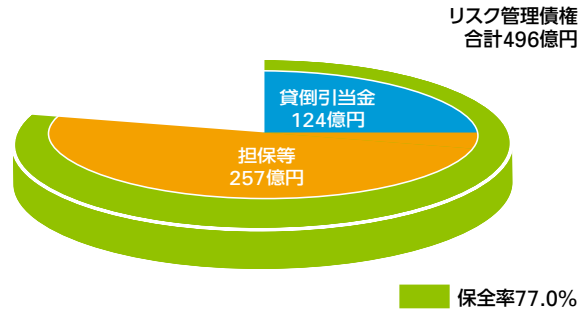 リスク管理債権
合計496億円
貸倒引当金
124億円
担保等
257億円
保全率77.0%